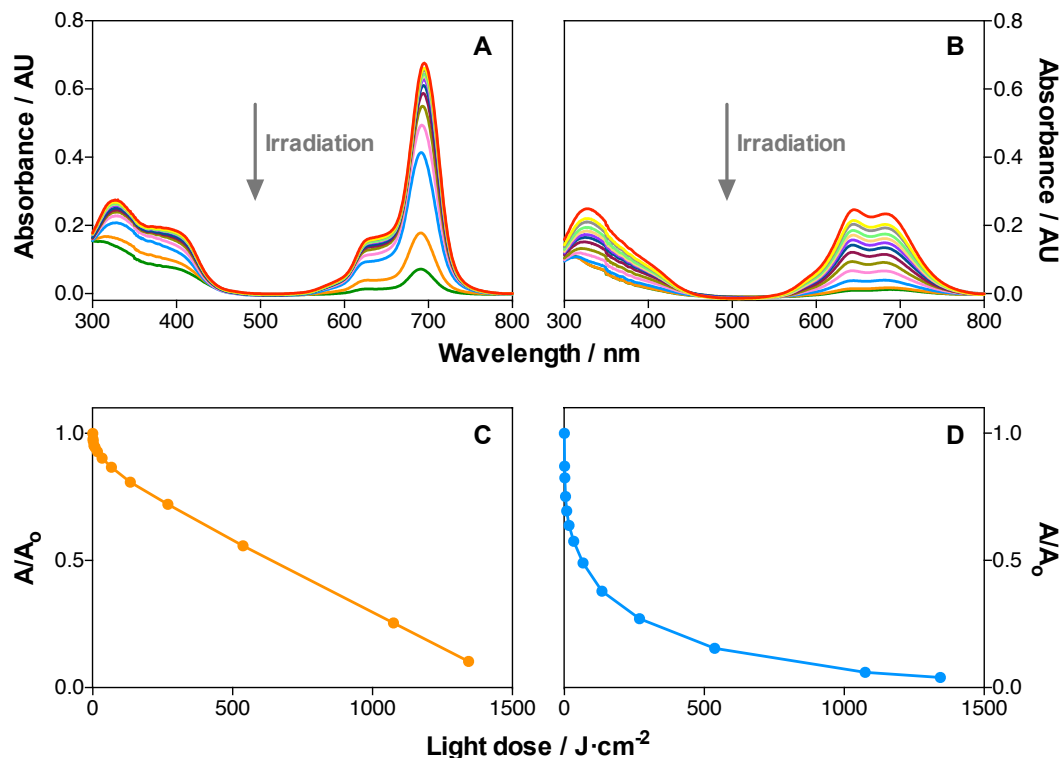 0.8
0.6
0.4
0.2
0.0
Absorbance / AU
A
Irradiation
300 400 500 600 700 800
B
Irradiation
300 400 500 600 700 800
0.8
0.6
0.4
0.2
0.0
Absorbance / AU
Wavelength / nm
1.0
0.5
0.0
A/Ao
C
0 500 1000 1500
D
0 500 1000 1500
1.0
0.5
0.0
A/Ao
Light dose / J·cm-2